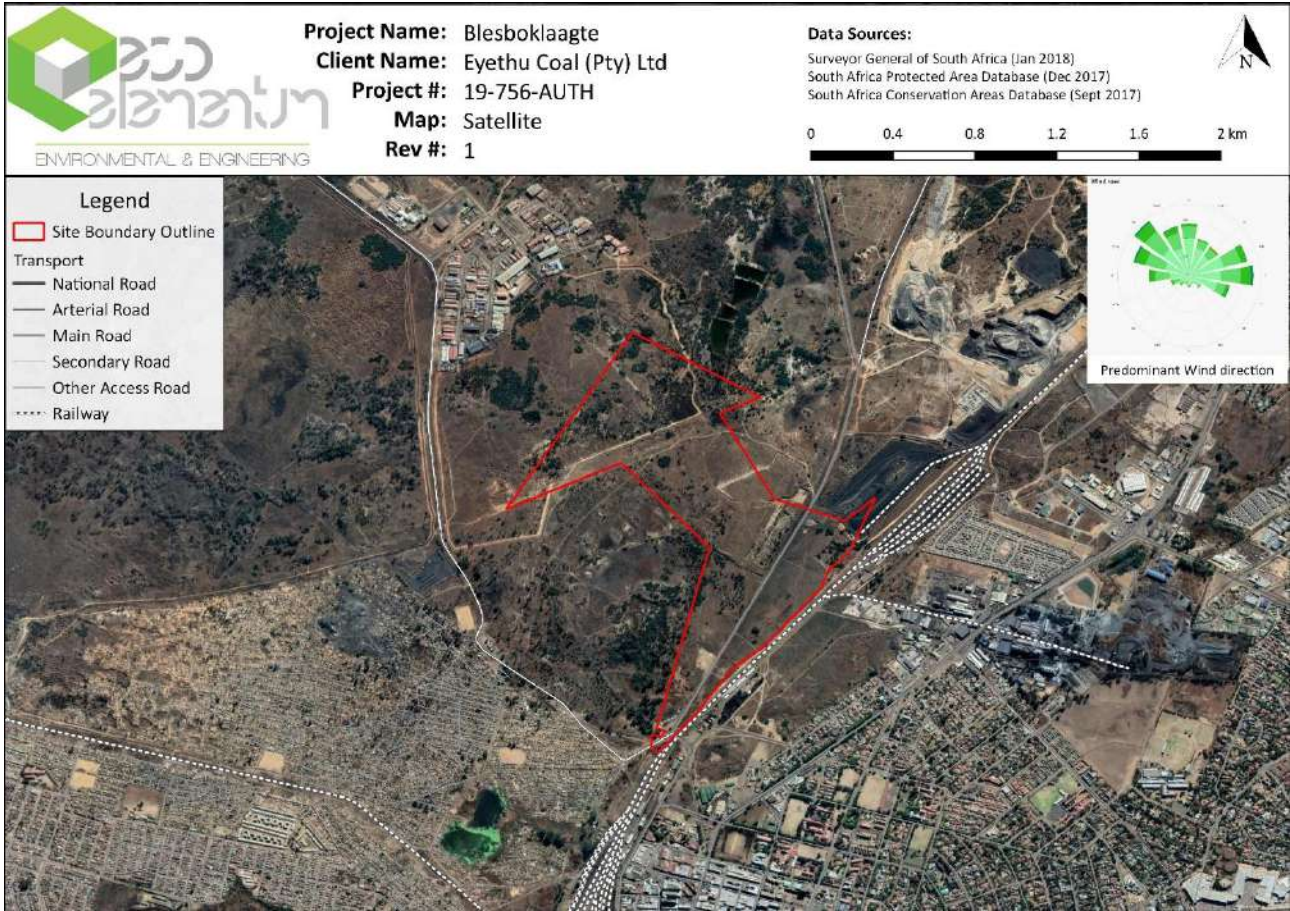 eco
elementum
ENVIRONMENTAL & ENGINEERING
Project Name: Blesboklaagte
Client Name: Eyethu Coal (Pty) Ltd
Project #: 19-756-AUTH
Map: Satellite
Rev #: 1
Data Sources:
Surveyor General of South Africa (Jan 2018)
South Africa Protected Area Database (Dec 2017)
South Africa Conservation Areas Database (Sept 2017)
N
0 0.4 0.8 1.2 1.6 2 km
Legend
Site Boundary Outline
Transport
National Road
Arterial Road
Main Road
Secondary Road
Other Access Road
Railway
Wind rose
Predominant Wind direction